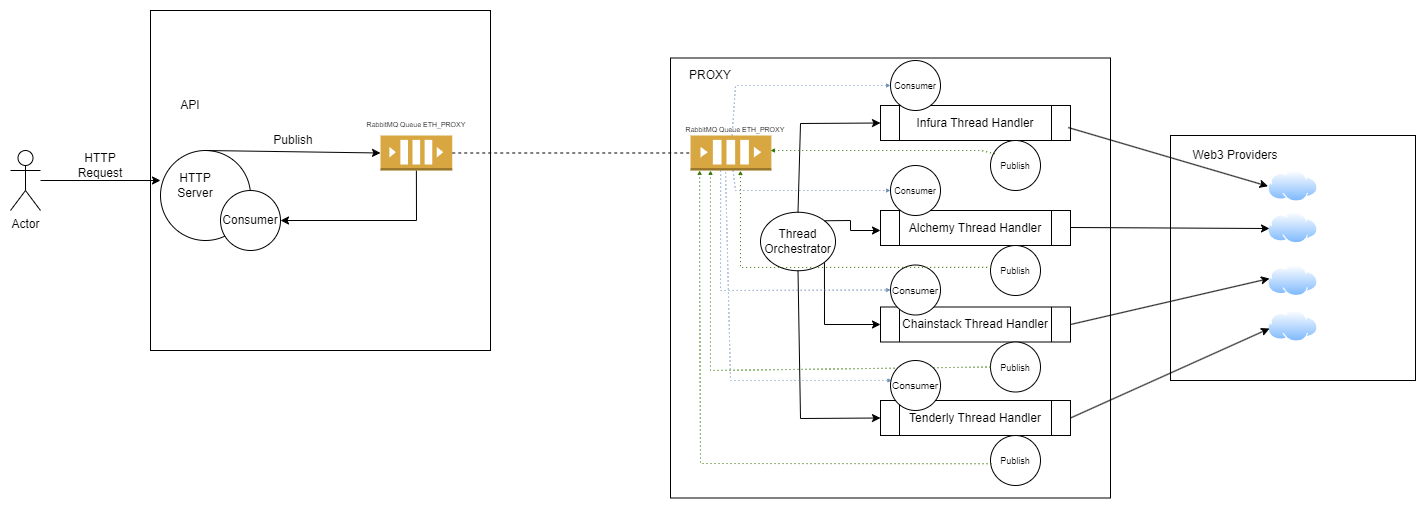 API
RabbitMQ Queue ETH_PROXY
Publish
HTTP
Request
HTTP
Server
Consumer
Actor
PROXY
RabbitMQ Queue ETH_PROXY
Consumer
Infura Thread Handler
Publish
Consumer
Thread
Orchestrator
Alchemy Thread Handler
Publish
Consumer
Chainstack Thread Handler
Publish
Consumer
Tenderly Thread Handler
Publish
Web3 Providers